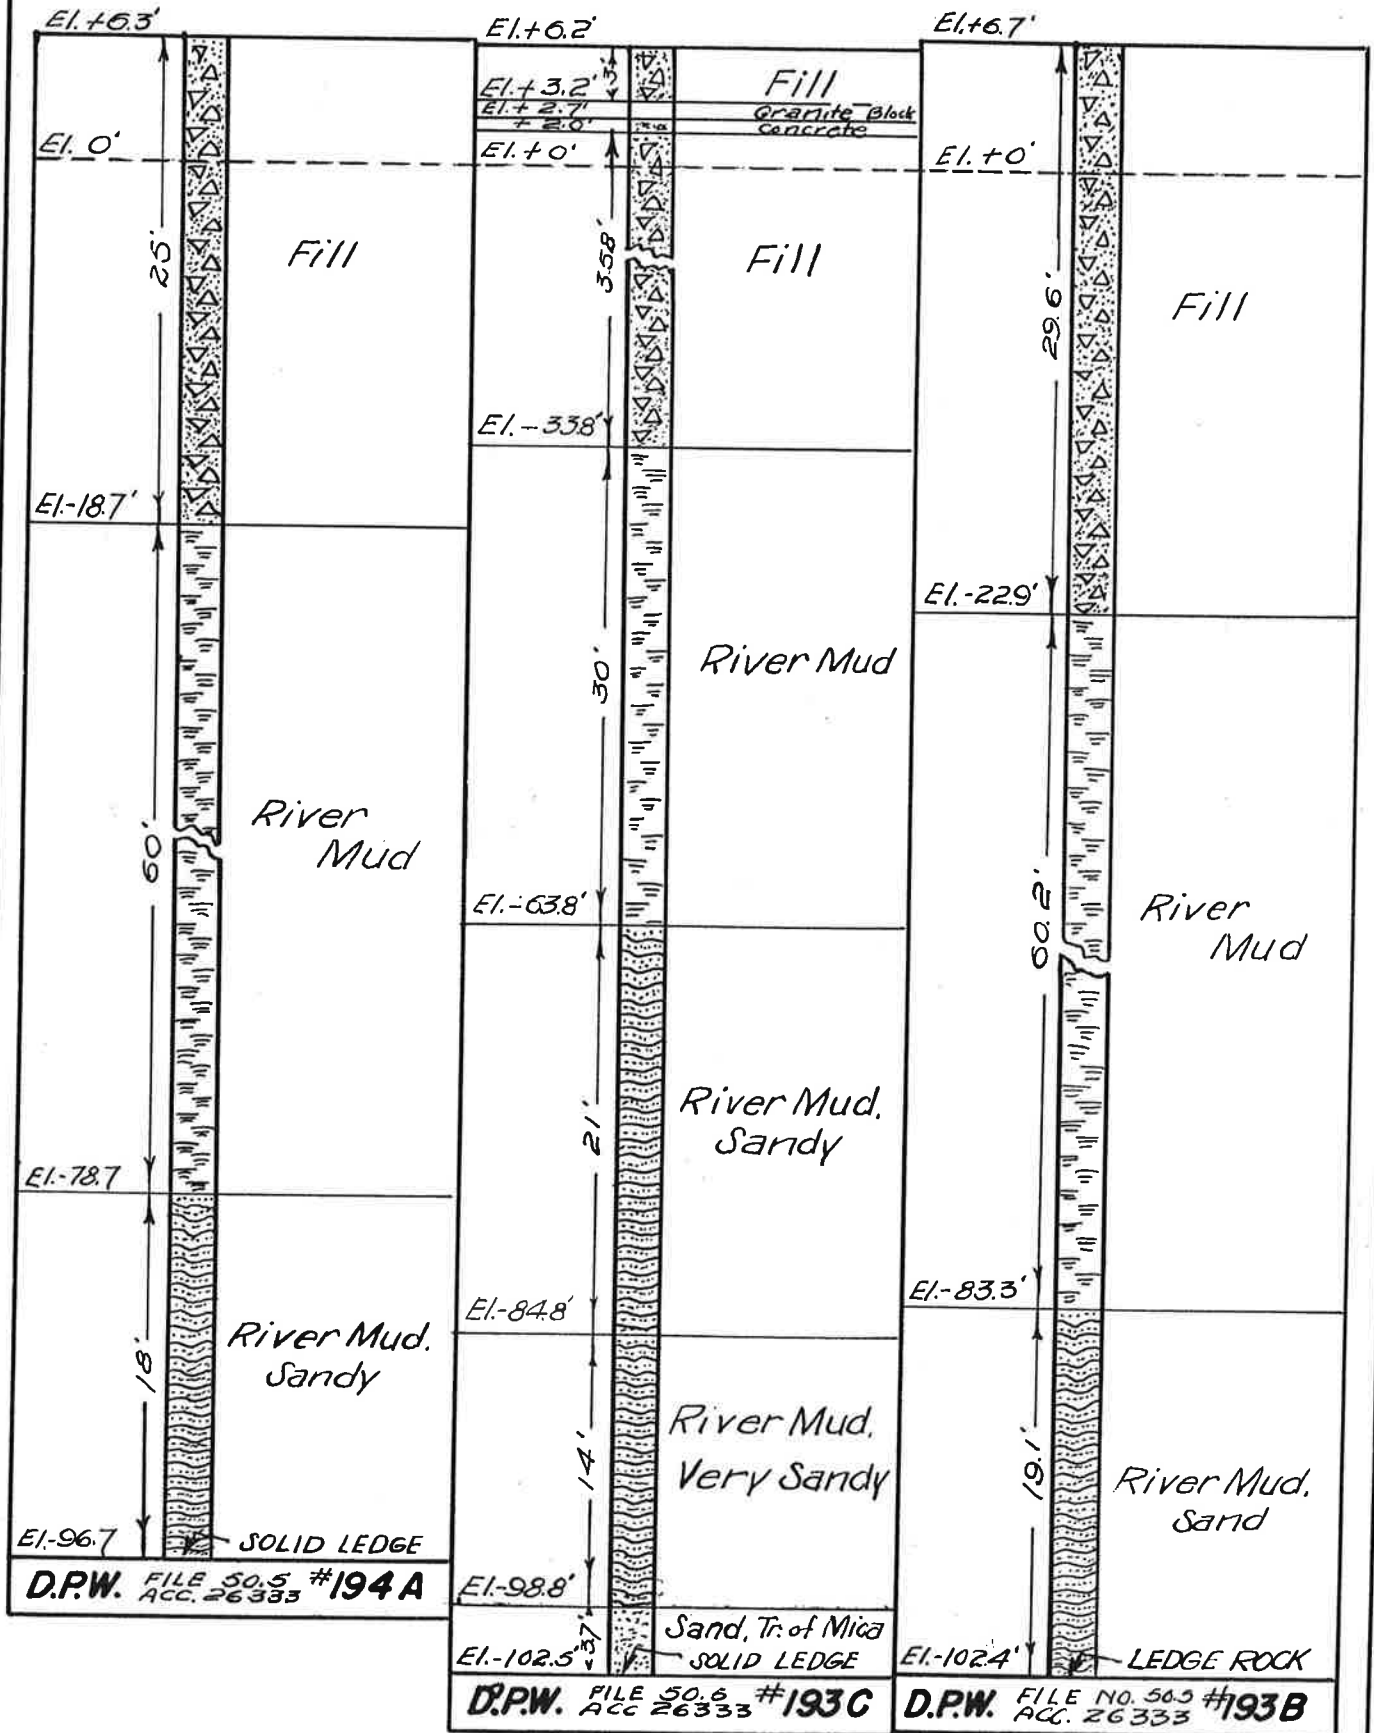 El.+6.3'
El. 0'
25'
Fill
El.-18.7'
60'
River
Mud
El.-78.7
18'
River Mud.
Sandy
El.-96.7
SOLID LEDGE
D.P.W. FILE 50.5 #194A
ACC. 26333
El.+6.2'
3'
Fill
El.+3.2'
El.+2.7'
Granite Block
+2.0'
Concrete
El.+0'
35.8'
Fill
El.-33.8'
30'
River Mud
El.-63.8'
21'
River Mud.
Sandy
El.-84.8'
14'
River Mud.
Very Sandy
El.-98.8'
3.7'
Sand, Tr. of Mica
El.-102.5'
SOLID LEDGE
D.P.W. FILE 50.6 #193C
ACC 26333
El.+6.7'
El.+0'
29.6'
Fill
El.-22.9'
60.2'
River
Mud
El.-83.3'
19.1'
River Mud.
Sand
El.-102.4'
LEDGE ROCK
D.P.W. FILE NO. 50.5 #193B
ACC. 26333